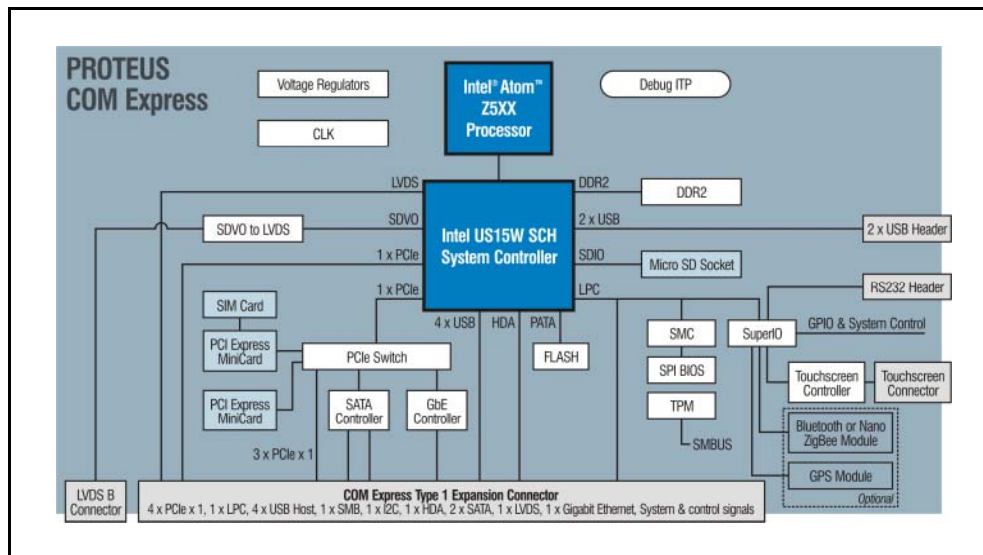 PROTEUS
COM Express
Voltage Regulators
CLK
Intel® Atom™
Z5XX
Processor
Debug ITP
LVDS
DDR2
DDR2
SDVO to LVDS
SDVO
Intel US15W SCH
System Controller
2 x USB
2 x USB Header
1 x PCIe
SDIO
Micro SD Socket
1 x PCIe
LPC
RS232 Header
SIM Card
4 x USB
HDA
PATA
SMC
SuperIO
GPIO & System Control
PCI Express
MiniCard
PCIe Switch
FLASH
SPI BIOS
Touchscreen
Controller
Touchscreen
Connector
PCI Express
MiniCard
SATA
Controller
GbE
Controller
TPM
SMBUS
Bluetooth or Nano
ZigBee Module
3 x PCIe x 1
GPS Module
Optional
LVDS B
Connector
COM Express Type 1 Expansion Connector
4 x PCIe x 1, 1 x LPC, 4 x USB Host, 1 x SMB, 1 x I2C, 1 x HDA, 2 x SATA, 1 x LVDS, 1 x Gigabit Ethernet, System & control signals